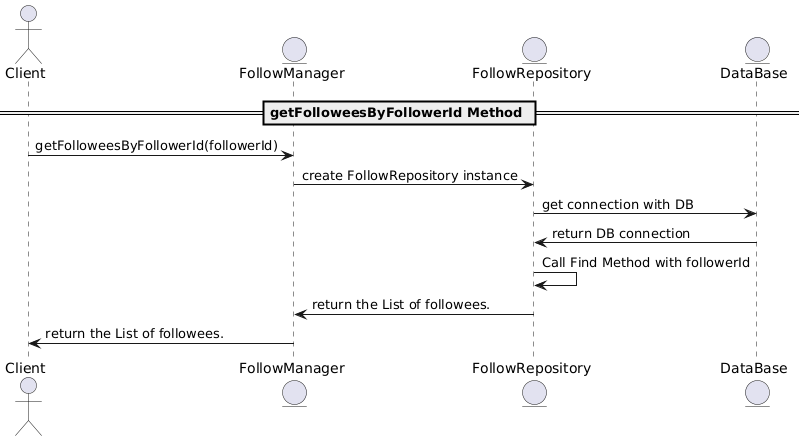 Client
FollowManager
FollowRepository
DataBase
getFolloweesByFollowerId Method
getFolloweesByFollowerId(followerId)
create FollowRepository instance
get connection with DB
return DB connection
Call Find Method with followerId
return the List of followees.
return the List of followees.
Client
FollowManager
FollowRepository
DataBase